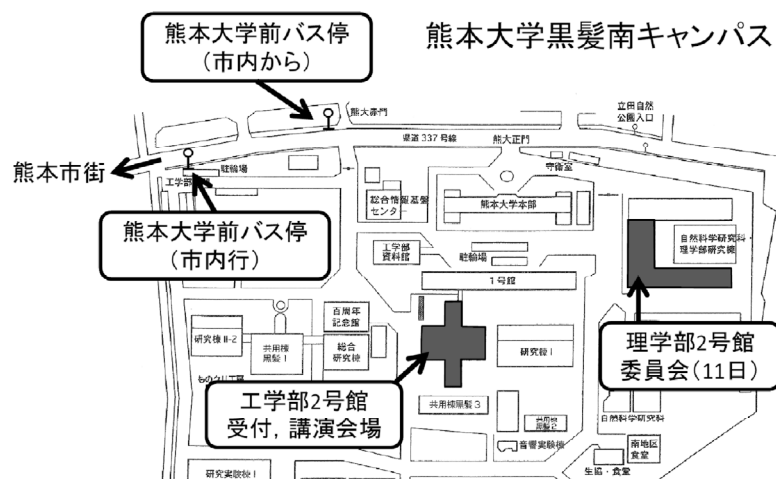 熊本大学黒髪南キャンパス
熊本大学前バス停
（市内から）
熊大赤門
県道 337 号線
熊大正門
立田自然
公園入口
熊本市街
工学部
駐輪場
守衛室
総合情報基盤
センター
熊本大学本部
熊本大学前バス停
（市内行）
工学部
資料館
駐輪場
自然科学研究科・
理学部研究棟
1号館
百周年
記念館
研究棟Ⅱ-2
共用棟
黒髪 1
総合
研究棟
研究棟Ⅰ
理学部2号館
委員会（11日）
工学部2号館
受付，講演会場
共用棟黒髪 3
共用棟
黒髪 2
自然科学研究科
音響実験棟
南地区
食堂
生協・食堂
研究実験棟Ⅰ